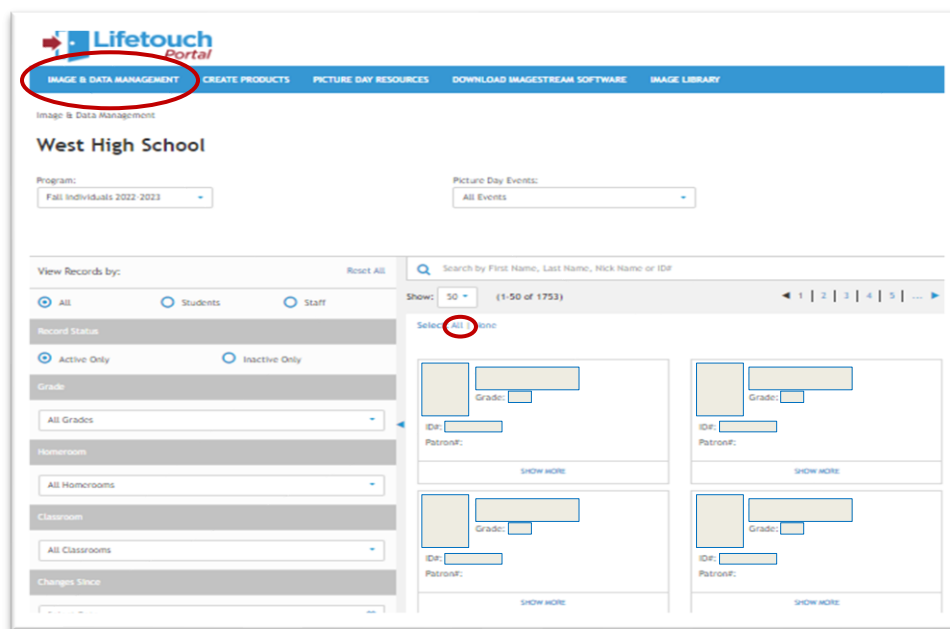 Lifetouch
Portal
IMAGE & DATA MANAGEMENT CREATE PRODUCTS PICTURE DAY RESOURCES DOWNLOAD IMAGESTREAM SOFTWARE IMAGE LIBRARY
Image & Data Management
West High School
Program: Picture Day Events:
Fall Individuals 2022-2023 All Events
View Records by: Reset All Search by First Name, Last Name, Nick Name or ID#
All Students Staff Show: 50 (1-50 of 1753) 1 | 2 | 3 | 4 | 5 | ...
Record Status Select All | None
Active Only Inactive Only
Grade Grade: Grade:
All Grades ID#: ID#:
Patron#: Patron#:
Homeroom SHOW MORE SHOW MORE
All Homerooms
Classroom Grade: Grade:
All Classrooms ID#: ID#:
Changes Since Patron#: Patron#:
SHOW MORE SHOW MORE